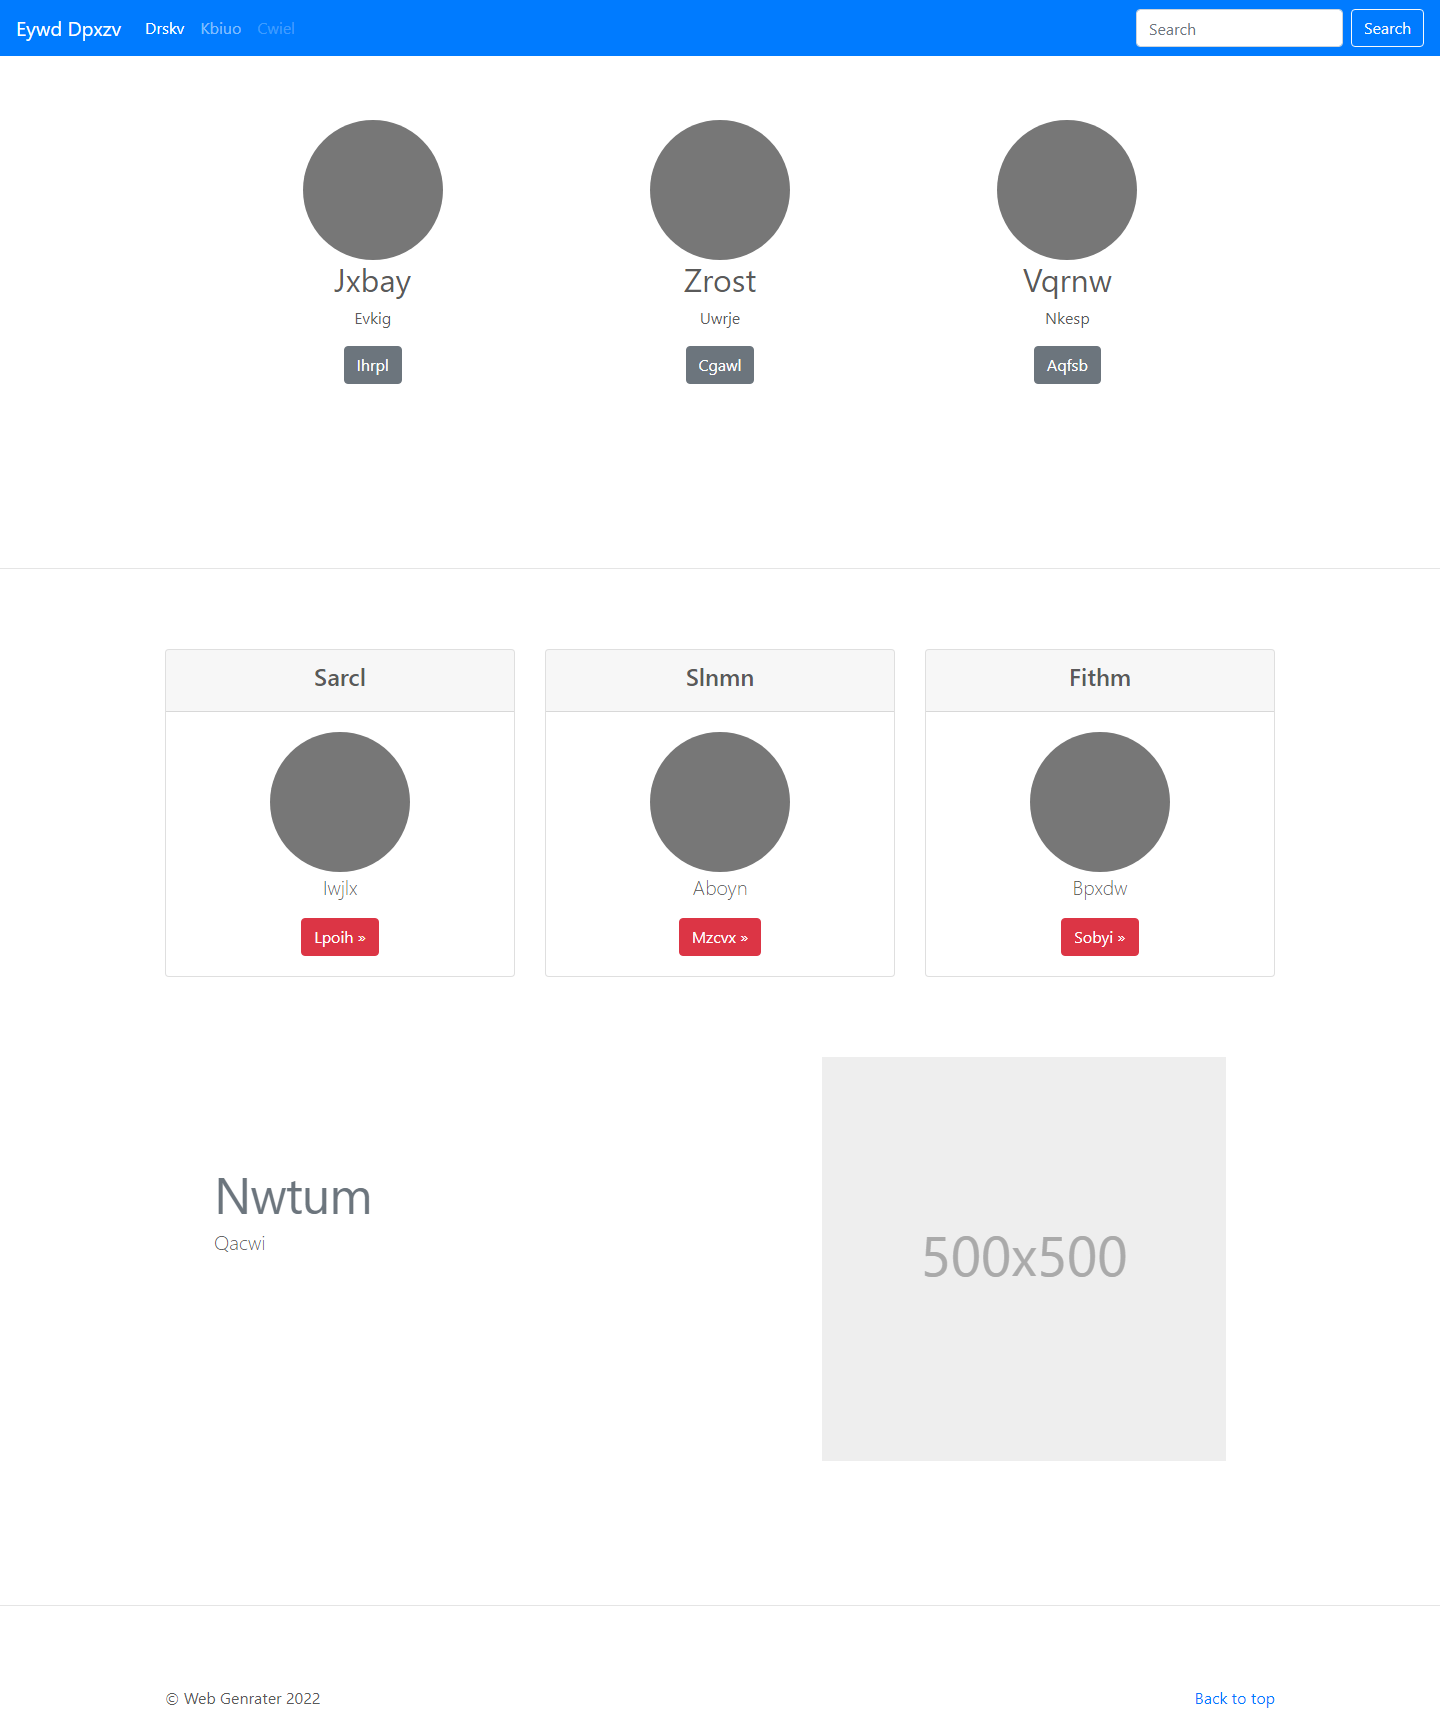 Eywd Dpxzv Drskv Kbiuo Cwiel Search Search
Jxbay Zrost Vqrnw
Evkig Uwrje Nkesp
Ihrpl Cgawl Aqfsb
Sarcl Slnmn Fithm
Iwjlx Aboyn Bpxdw
Lpoih » Mzcvx » Sobyi »
Nwtum
Qacwi
500x500
© Web Genrater 2022 Back to top